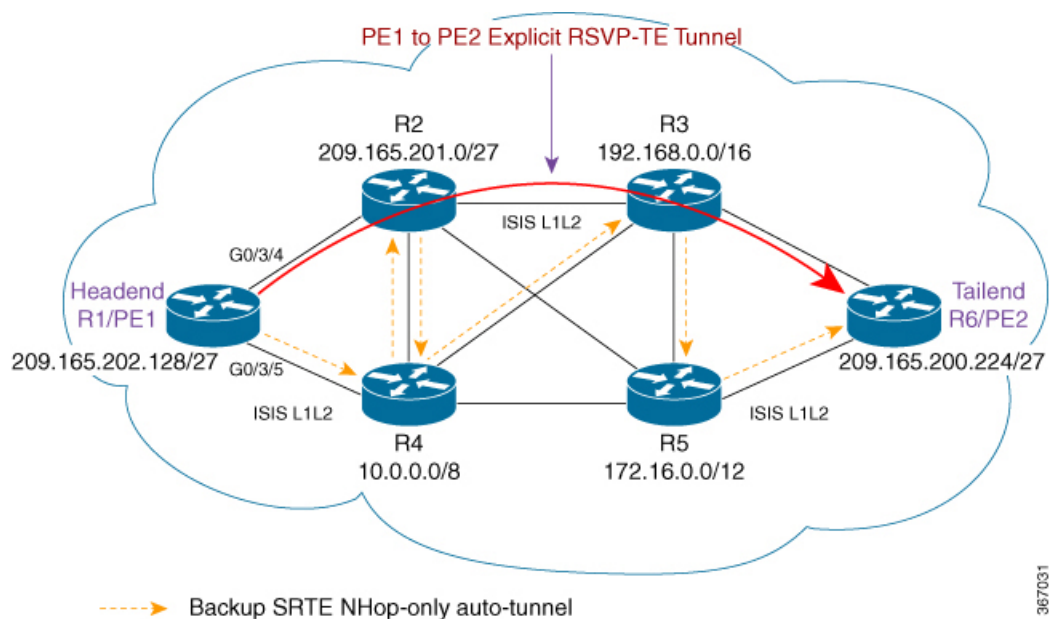 PE1 to PE2 Explicit RSVP-TE Tunnel
R2
209.165.201.0/27
R3
192.168.0.0/16
ISIS L1L2
G0/3/4
Headend
R1/PE1
209.165.202.128/27
Tailend
R6/PE2
209.165.200.224/27
G0/3/5
ISIS L1L2
ISIS L1L2
R4
10.0.0.0/8
R5
172.16.0.0/12
Backup SRTE NHop-only auto-tunnel
367031